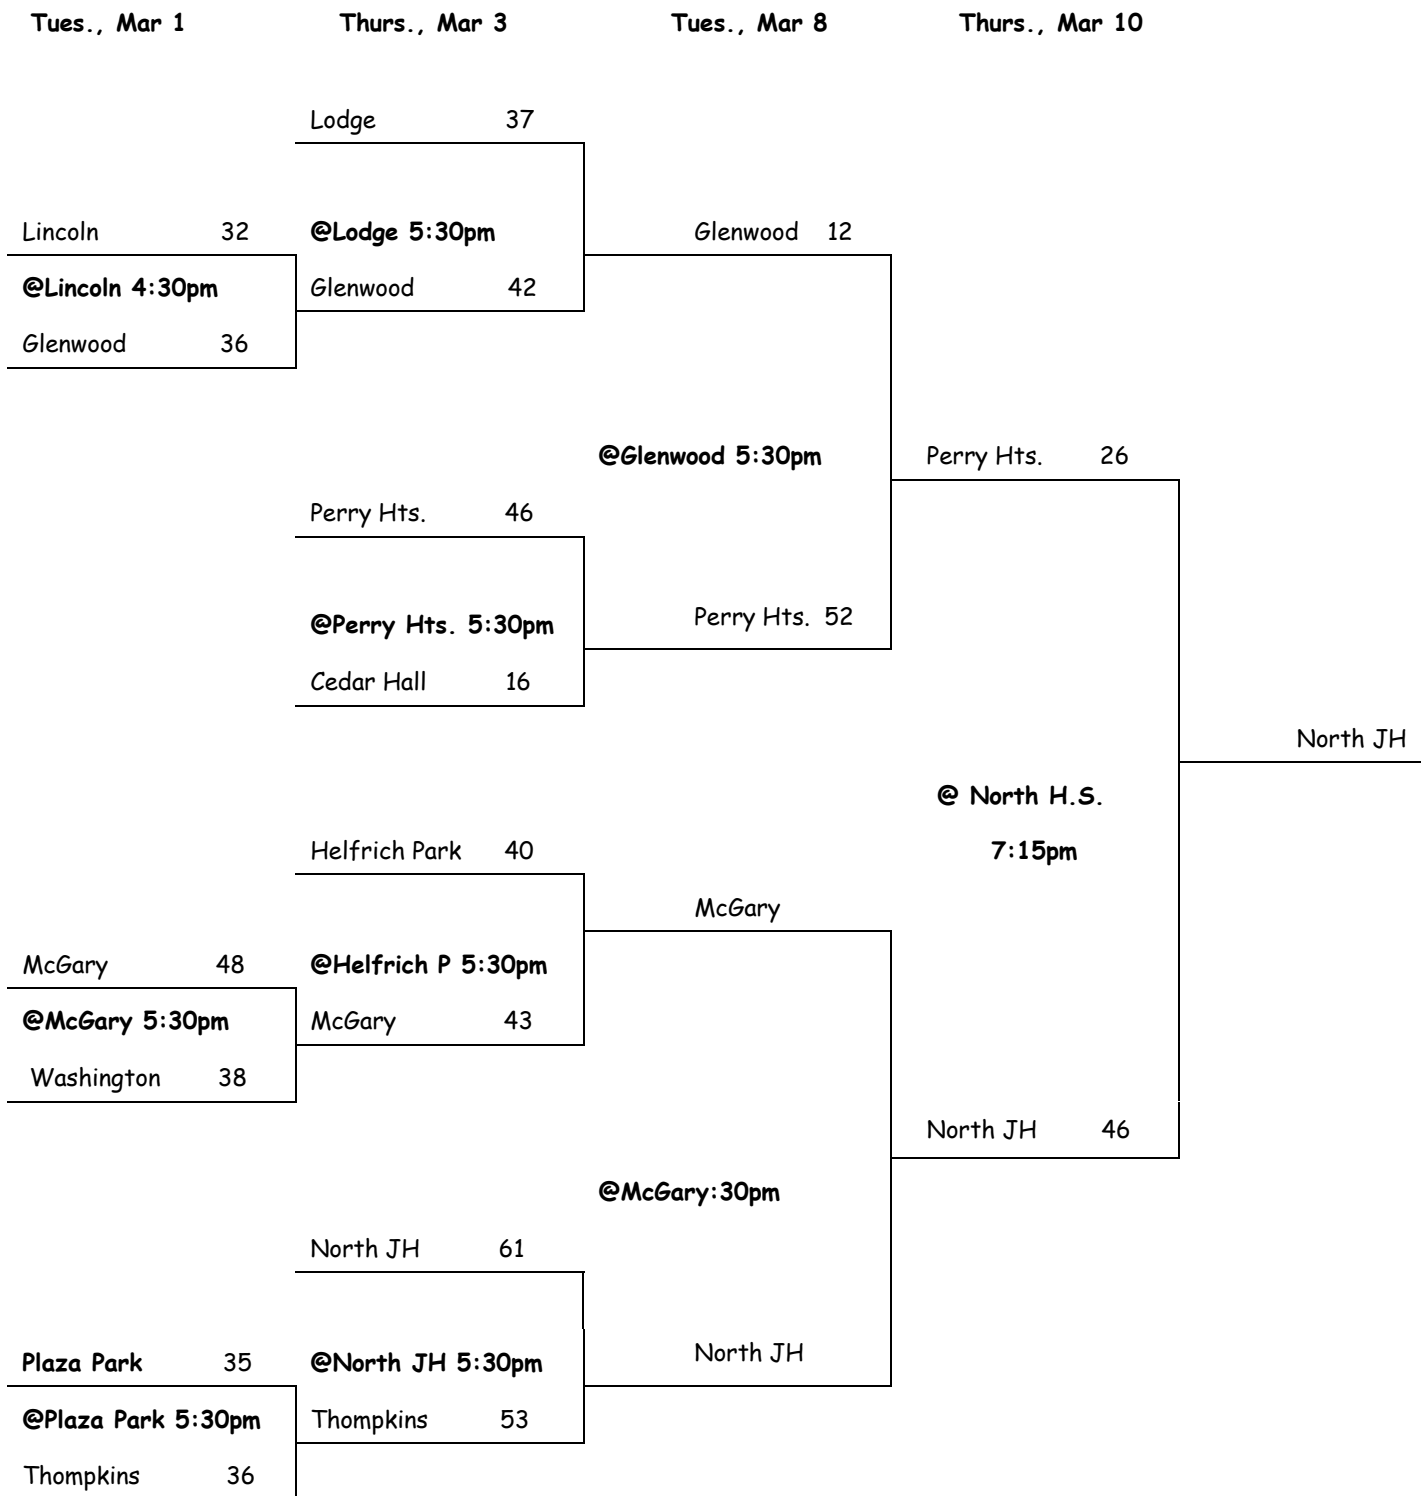 Tues., Mar 1 Thurs., Mar 3 Tues., Mar 8 Thurs., Mar 10
Lodge 37
Lincoln 32 @Lodge 5:30pm Glenwood 12
@Lincoln 4:30pm Glenwood 42
Glenwood 36
@Glenwood 5:30pm Perry Hts. 26
Perry Hts. 46
@Perry Hts. 5:30pm Perry Hts. 52
Cedar Hall 16
North JH
@ North H.S.
Helfrich Park 40 7:15pm
McGary
McGary 48 @Helfrich P 5:30pm
@McGary 5:30pm McGary 43
Washington 38
North JH 46
@McGary:30pm
North JH 61
Plaza Park 35 @North JH 5:30pm North JH
@Plaza Park 5:30pm Thompkins 53
Thompkins 36